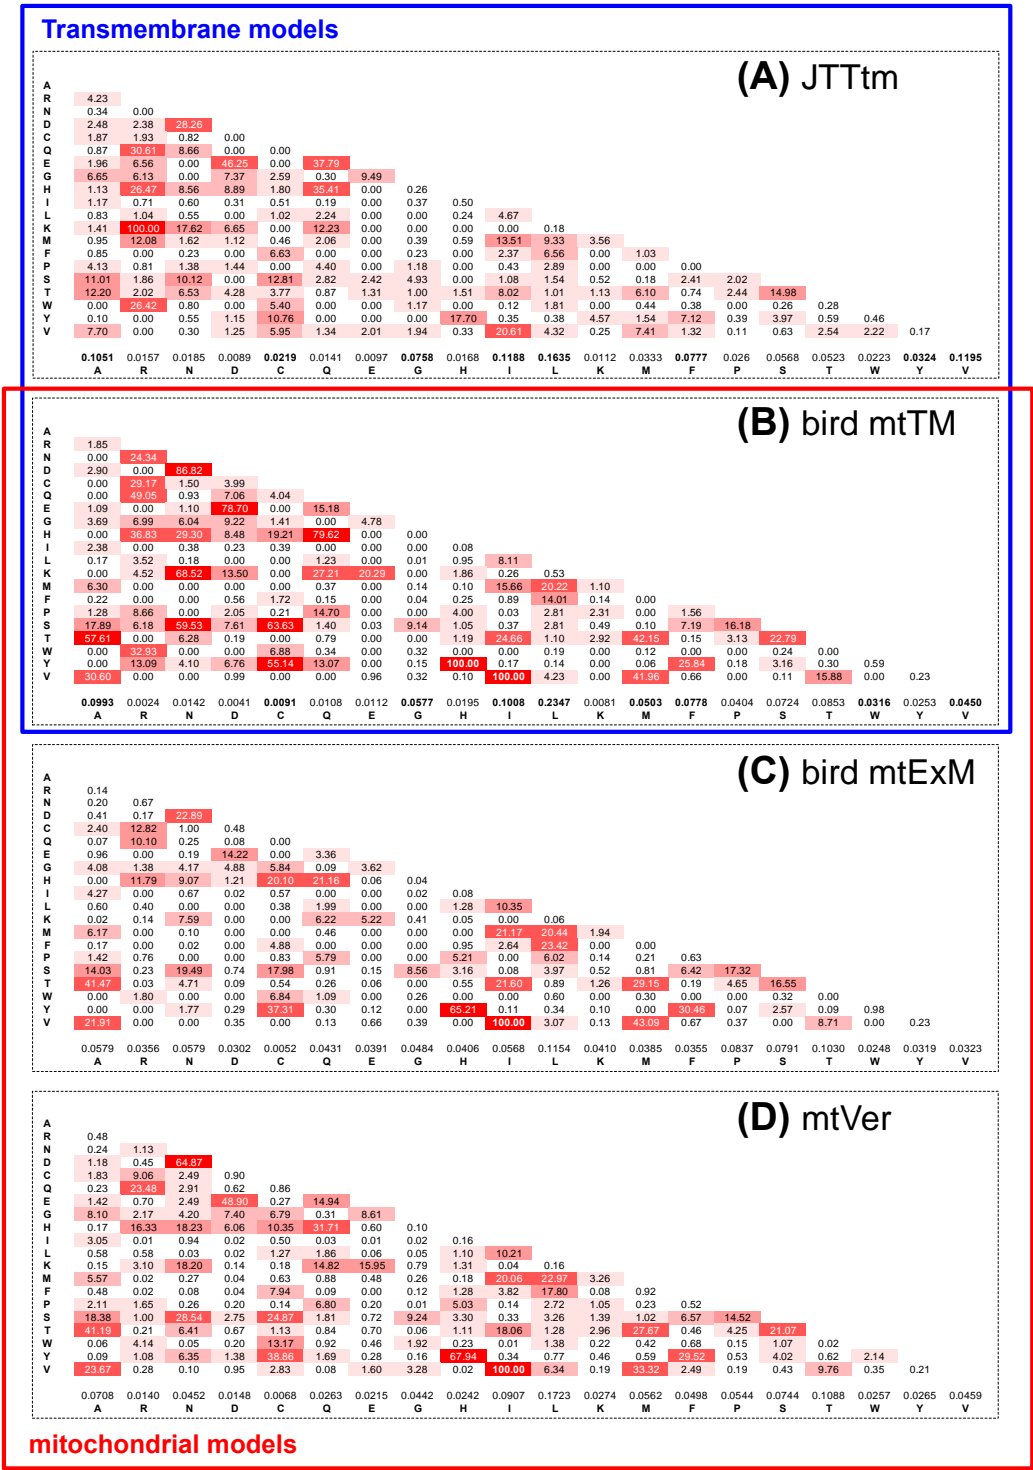 Transmembrane models
(A) JTTtm
A
R 4.23
N 0.34 0.00
D 2.48 2.38 28.26
C 1.87 1.93 0.82 0.00
Q 0.87 30.61 8.66 0.00 0.00
E 1.96 6.56 0.00 46.25 0.00 37.79
G 6.65 6.13 0.00 7.37 2.59 0.30 9.49
H 1.13 26.47 8.56 8.89 1.80 35.41 0.00 0.26
I 1.17 0.71 0.60 0.31 0.51 0.19 0.00 0.37 0.50
L 0.83 1.04 0.55 0.00 1.02 2.24 0.00 0.00 0.24 4.67
K 1.41 100.00 17.62 6.65 0.00 12.23 0.00 0.00 0.00 0.00 0.18
M 0.95 12.08 1.62 1.12 0.46 2.06 0.00 0.39 0.59 13.51 9.33 3.56
F 0.85 0.00 0.23 0.00 6.63 0.00 0.00 0.23 0.00 2.37 6.56 0.00 1.03
P 4.13 0.81 1.38 1.44 0.00 4.40 0.00 1.18 0.00 0.43 2.89 0.00 0.00 0.00
S 11.01 1.86 10.12 0.00 12.81 2.82 2.42 4.93 0.00 1.08 1.54 0.52 0.18 2.41 2.02
T 12.20 2.02 6.53 4.28 3.77 0.87 1.31 1.00 1.51 8.02 1.01 1.13 6.10 0.74 2.44 14.98
W 0.00 26.42 0.80 0.00 5.40 0.00 0.00 1.17 0.00 0.12 1.81 0.00 0.44 0.38 0.00 0.26 0.28
Y 0.10 0.00 0.55 1.15 10.76 0.00 0.00 0.00 17.70 0.35 0.38 4.57 1.54 7.12 0.39 3.97 0.59 0.46
V 7.70 0.00 0.30 1.25 5.95 1.34 2.01 1.94 0.33 20.61 4.32 0.25 7.41 1.32 0.11 0.63 2.54 2.22 0.17
0.1051 0.0157 0.0185 0.0089 0.0219 0.0141 0.0097 0.0758 0.0168 0.1188 0.1635 0.0112 0.0333 0.0777 0.026 0.0568 0.0523 0.0223 0.0324 0.1195
A R N D C Q E G H I L K M F P S T W Y V
(B) bird mtTM
A
R 1.85
N 0.00 24.34
D 2.90 0.00 86.82
C 0.00 29.17 1.50 3.99
Q 0.00 49.05 0.93 7.06 4.04
E 1.09 0.00 1.10 78.70 0.00 15.18
G 3.69 6.99 6.04 9.22 1.41 0.00 4.78
H 0.00 36.83 29.30 8.48 19.21 79.62 0.00 0.00
I 2.38 0.00 0.38 0.23 0.39 0.00 0.00 0.00 0.08
L 0.17 3.52 0.18 0.00 0.00 1.23 0.00 0.01 0.95 8.11
K 0.00 4.52 68.52 13.50 0.00 27.21 20.29 0.00 1.86 0.26 0.53
M 6.30 0.00 0.00 0.00 0.00 0.37 0.00 0.14 0.10 15.66 20.22 1.10
F 0.22 0.00 0.00 0.56 1.72 0.15 0.00 0.04 0.25 0.89 14.01 0.14 0.00
P 1.28 8.66 0.00 2.05 0.21 14.70 0.00 0.00 4.00 0.03 2.81 2.31 0.00 1.56
S 17.89 6.18 59.53 7.61 63.63 1.40 0.03 9.14 1.05 0.37 2.81 0.49 0.10 7.19 16.18
T 57.61 0.00 6.28 0.19 0.00 0.79 0.00 0.00 1.19 24.66 1.10 2.92 42.15 0.15 3.13 22.79
W 0.00 32.93 0.00 0.00 6.88 0.34 0.00 0.32 0.00 0.00 0.19 0.00 0.12 0.00 0.00 0.24 0.00
Y 0.00 13.09 4.10 6.76 55.14 13.07 0.00 0.15 100.00 0.17 0.14 0.00 0.06 25.84 0.18 3.16 0.30 0.59
V 30.60 0.00 0.00 0.99 0.00 0.00 0.96 0.32 0.10 100.00 4.23 0.00 41.96 0.66 0.00 0.11 15.88 0.00 0.23
0.0993 0.0024 0.0142 0.0041 0.0091 0.0108 0.0112 0.0577 0.0195 0.1008 0.2347 0.0081 0.0503 0.0778 0.0404 0.0724 0.0853 0.0316 0.0253 0.0450
A R N D C Q E G H I L K M F P S T W Y V
(C) bird mtExM
A
R 0.14
N 0.20 0.67
D 0.41 0.17 22.89
C 2.40 12.82 1.00 0.48
Q 0.07 10.10 0.25 0.08 0.00
E 0.96 0.00 0.19 14.22 0.00 3.36
G 4.08 1.38 4.17 4.88 5.84 0.09 3.62
H 0.00 11.79 9.07 1.21 20.10 21.16 0.06 0.04
I 4.27 0.00 0.67 0.02 0.57 0.00 0.00 0.02 0.08
L 0.60 0.40 0.00 0.00 0.38 1.99 0.00 0.00 1.28 10.35
K 0.02 0.14 7.59 0.00 0.00 6.22 5.22 0.41 0.05 0.00 0.06
M 6.17 0.00 0.10 0.00 0.00 0.46 0.00 0.00 0.00 21.17 20.44 1.94
F 0.17 0.00 0.02 0.00 4.88 0.00 0.00 0.00 0.95 2.64 23.42 0.00 0.00
P 1.42 0.76 0.00 0.00 0.83 5.79 0.00 0.00 5.21 0.00 6.02 0.14 0.21 0.63
S 14.03 0.23 19.49 0.74 17.98 0.91 0.15 8.56 3.16 0.08 3.97 0.52 0.81 6.42 17.32
T 41.47 0.03 4.71 0.09 0.54 0.26 0.06 0.00 0.55 21.60 0.89 1.26 29.15 0.19 4.65 16.55
W 0.00 1.80 0.00 0.00 6.84 1.09 0.00 0.26 0.00 0.00 0.60 0.00 0.30 0.00 0.00 0.32 0.00
Y 0.00 0.00 1.77 0.29 37.31 0.30 0.12 0.00 65.21 0.11 0.34 0.10 0.00 30.46 0.07 2.57 0.09 0.98
V 21.91 0.00 0.00 0.35 0.00 0.13 0.66 0.39 0.00 100.00 3.07 0.13 43.09 0.67 0.37 0.00 8.71 0.00 0.23
0.0579 0.0356 0.0579 0.0302 0.0052 0.0431 0.0391 0.0484 0.0406 0.0568 0.1154 0.0410 0.0385 0.0355 0.0837 0.0791 0.1030 0.0248 0.0319 0.0323
A R N D C Q E G H I L K M F P S T W Y V
(D) mtVer
A
R 0.48
N 0.24 1.13
D 1.18 0.45 64.87
C 1.83 9.06 2.49 0.90
Q 0.23 23.48 2.91 0.62 0.86
E 1.42 0.70 2.49 48.90 0.27 14.94
G 8.10 2.17 4.20 7.40 6.79 0.31 8.61
H 0.17 16.33 18.23 6.06 10.35 31.71 0.60 0.10
I 3.05 0.01 0.94 0.02 0.50 0.03 0.01 0.02 0.16
L 0.58 0.58 0.03 0.02 1.27 1.86 0.06 0.05 1.10 10.21
K 0.15 3.10 18.20 0.14 0.18 14.82 15.95 0.79 1.31 0.04 0.16
M 5.57 0.02 0.27 0.04 0.63 0.88 0.48 0.26 0.18 20.06 22.97 3.26
F 0.48 0.02 0.08 0.04 7.94 0.09 0.00 0.12 1.28 3.82 17.80 0.08 0.92
P 2.11 1.65 0.26 0.20 0.14 6.80 0.20 0.01 5.03 0.14 2.72 1.05 0.23 0.52
S 18.38 1.00 28.54 2.75 24.87 1.81 0.72 9.24 3.30 0.33 3.26 1.39 1.02 6.57 14.52
T 41.19 0.21 6.41 0.67 1.13 0.84 0.70 0.06 1.11 18.06 1.28 2.96 27.67 0.46 4.25 21.07
W 0.06 4.14 0.05 0.20 13.17 0.92 0.46 1.92 0.23 0.01 1.38 0.22 0.42 0.68 0.15 1.07 0.02
Y 0.09 1.08 6.35 1.38 38.86 1.69 0.28 0.16 67.94 0.34 0.77 0.46 0.59 29.52 0.53 4.02 0.62 2.14
V 23.67 0.28 0.10 0.95 2.83 0.08 1.60 3.28 0.02 100.00 6.34 0.19 33.32 2.49 0.19 0.43 9.76 0.35 0.21
0.0708 0.0140 0.0452 0.0148 0.0068 0.0263 0.0215 0.0442 0.0242 0.0907 0.1723 0.0274 0.0562 0.0498 0.0544 0.0744 0.1088 0.0257 0.0265 0.0459
A R N D C Q E G H I L K M F P S T W Y V
mitochondrial models